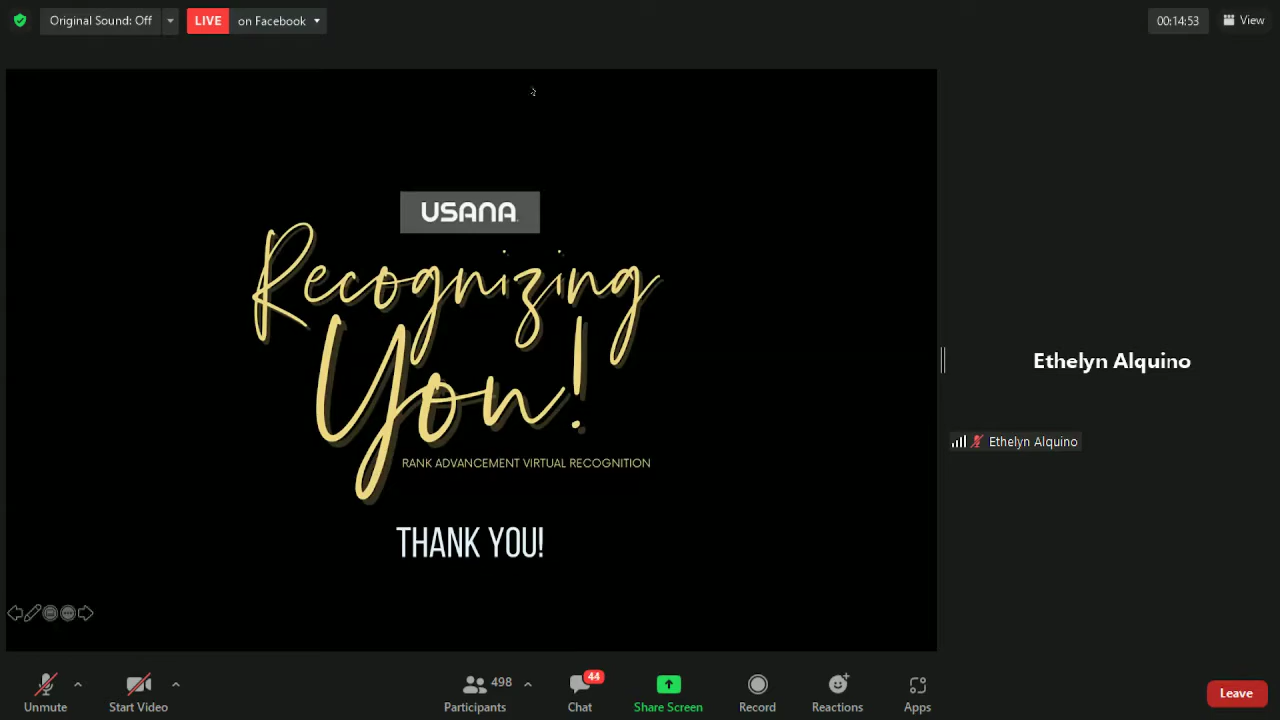 Original Sound: Off
LIVE on Facebook
00:14:53
View
USANA
Recognizing
You!
RANK ADVANCEMENT VIRTUAL RECOGNITION
THANK YOU!
Ethelyn Alquino
Ethelyn Alquino
Unmute
Start Video
498
Participants
44
Chat
Share Screen
Record
Reactions
Apps
Leave